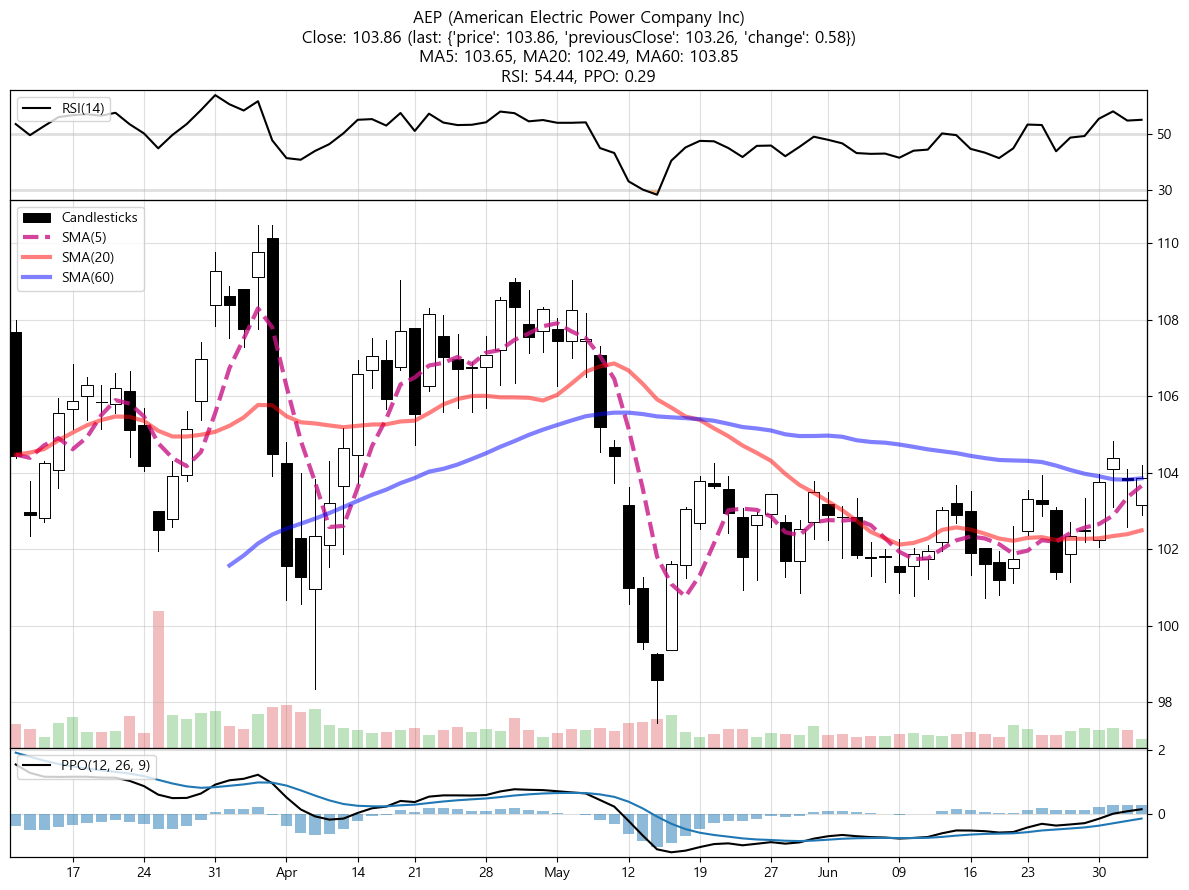 AEP (American Electric Power Company Inc)
Close: 103.86 (last: {'price': 103.86, 'previousClose': 103.26, 'change': 0.58})
MA5: 103.65, MA20: 102.49, MA60: 103.85
RSI: 54.44, PPO: 0.29
RSI(14)
50
30
Candlesticks
SMA(5)
SMA(20)
SMA(60)
110
108
106
104
102
100
98
PPO(12, 26, 9)
2
0
17 24 31 Apr 14 21 28 May 12 19 27 Jun 09 16 23 30